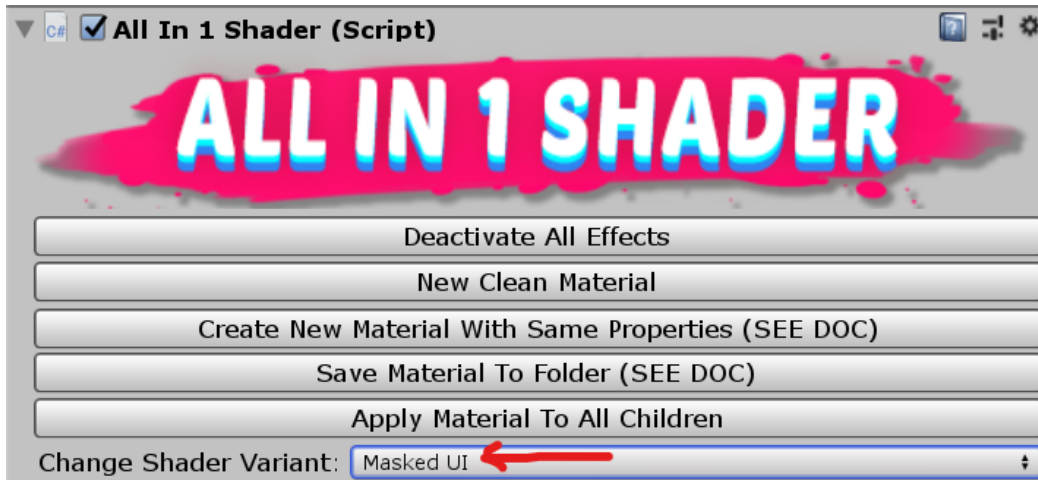 C#
All In 1 Shader (Script)
ALL IN 1 SHADER
Deactivate All Effects
New Clean Material
Create New Material With Same Properties (SEE DOC)
Save Material To Folder (SEE DOC)
Apply Material To All Children
Change Shader Variant: Masked UI